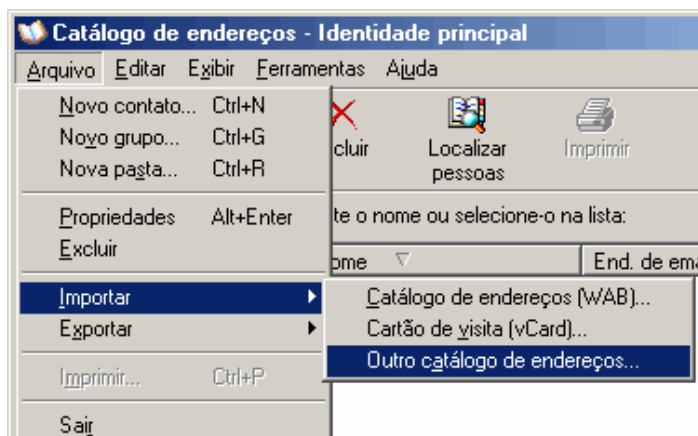 Catálogo de endereços - Identidade principal
Arquivo Editar Exibir Ferramentas Ajuda
Novo contato... Ctrl+N
Novo grupo... Ctrl+G
Nova pasta... Ctrl+R
cluir
Localizar pessoas
Imprimir
Propriedades Alt+Enter
Excluir
te o nome ou selecione-o na lista:
ome
End. de ema
Importar
Exportar
Imprimir... Ctrl+P
Sair
Catálogo de endereços (WAB)...
Cartão de visita (vCard)...
Outro catálogo de endereços...